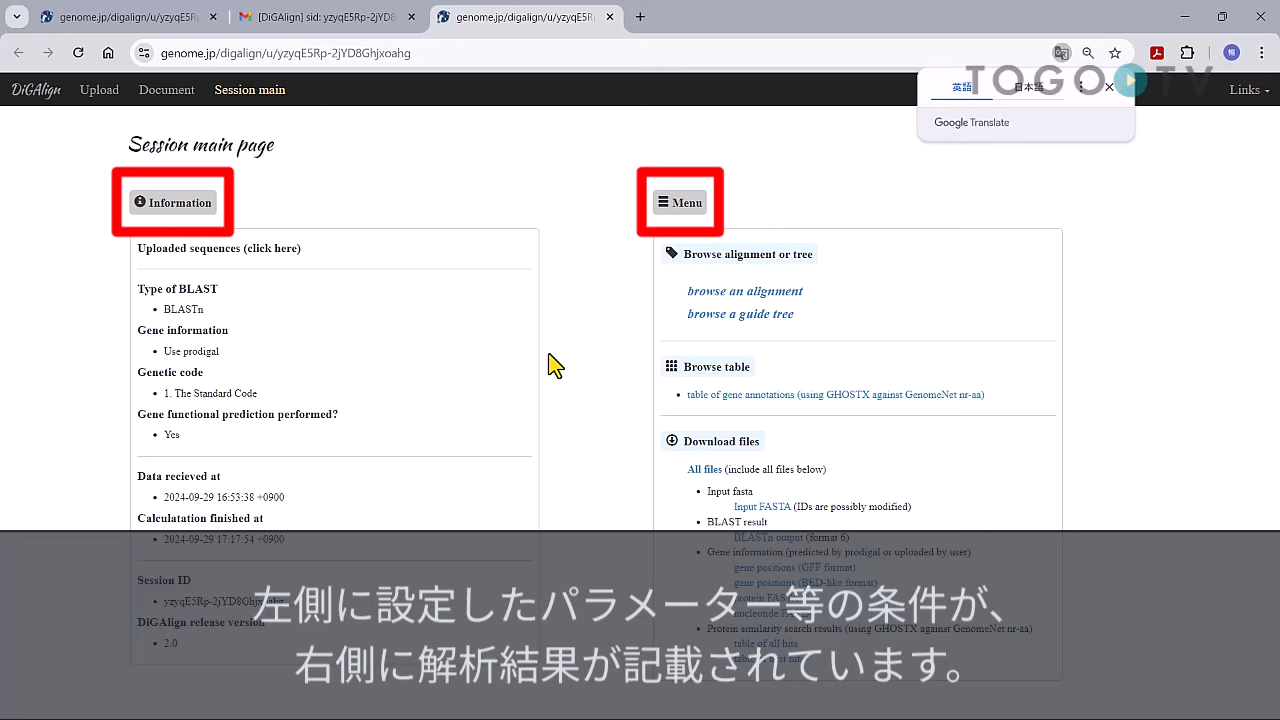 genome.jp/digalign/u/yzyqE5R
[DiGAlign] sid: yzyqE5Rp-2jYD8
genome.jp/digalign/u/yzyqE5R
genome.jp/digalign/u/yzyqE5Rp-2jYD8Ghjxoahg
TOGO TV
DiGAlign Upload Document Session main Links
英語 日本語
Google Translate
Session main page
Information
Uploaded sequences (click here)
Type of BLAST
BLASTn
Gene information
Use prodigal
Genetic code
1. The Standard Code
Gene functional prediction performed?
Yes
Data recieved at
2024-09-29 16:53:38 +0900
Calculatation finished at
2024-09-29 17:17:54 +0900
Session ID
yzyqE5Rp-2jYD8Ghjxoahg
DiGAlign release version
2.0
Menu
Browse alignment or tree
browse an alignment
browse a guide tree
Browse table
table of gene annotations (using GHOSTX against GenomeNet nr-aa)
Download files
All files (include all files below)
Input fasta
Input FASTA (IDs are possibly modified)
BLAST result
BLASTn output (format 6)
Gene information (predicted by prodigal or uploaded by user)
gene positions (GFF format)
gene positions (BED-like format)
protein FASTA
nucleotide FASTA
Protein similarity search results (using GHOSTX against GenomeNet nr-aa)
table of all hits
左側に設定したパラメーター等の条件が、
右側に解析結果が記載されています。